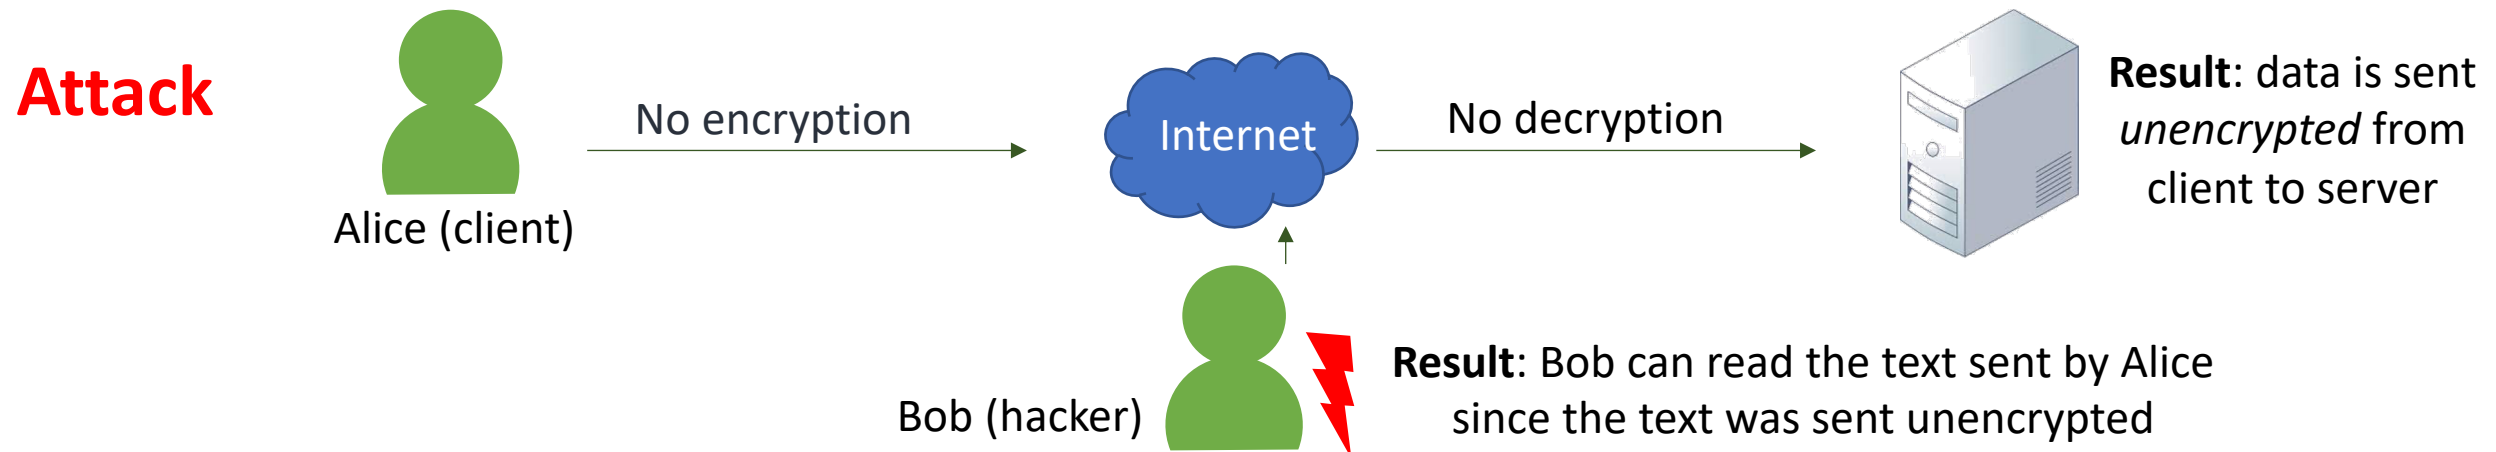 Attack
No encryption
Internet
No decryption
Result: data is sent
unencrypted from
client to server
Alice (client)
Bob (hacker)
Result: Bob can read the text sent by Alice
since the text was sent unencrypted